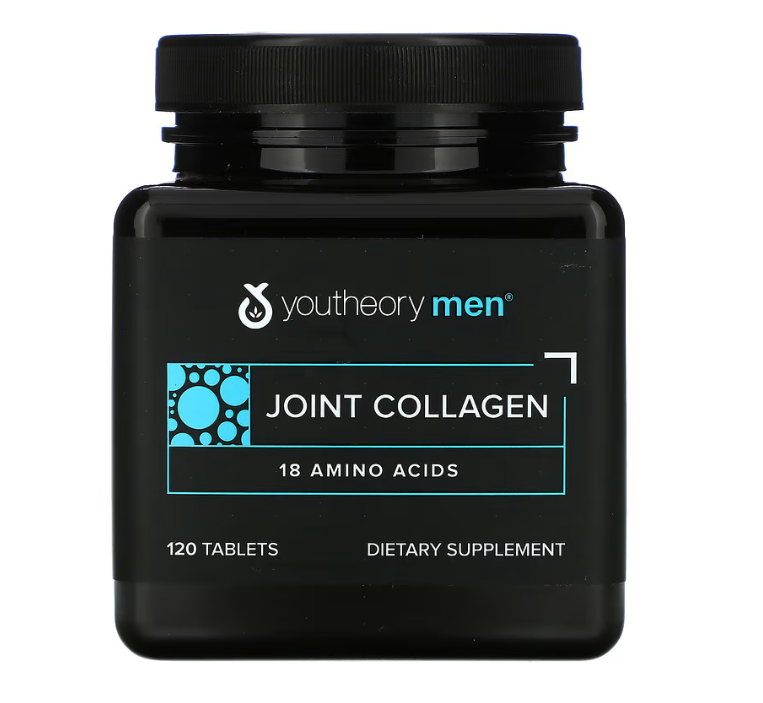 youtheory men®
JOINT COLLAGEN
18 AMINO ACIDS
120 TABLETS
DIETARY SUPPLEMENT